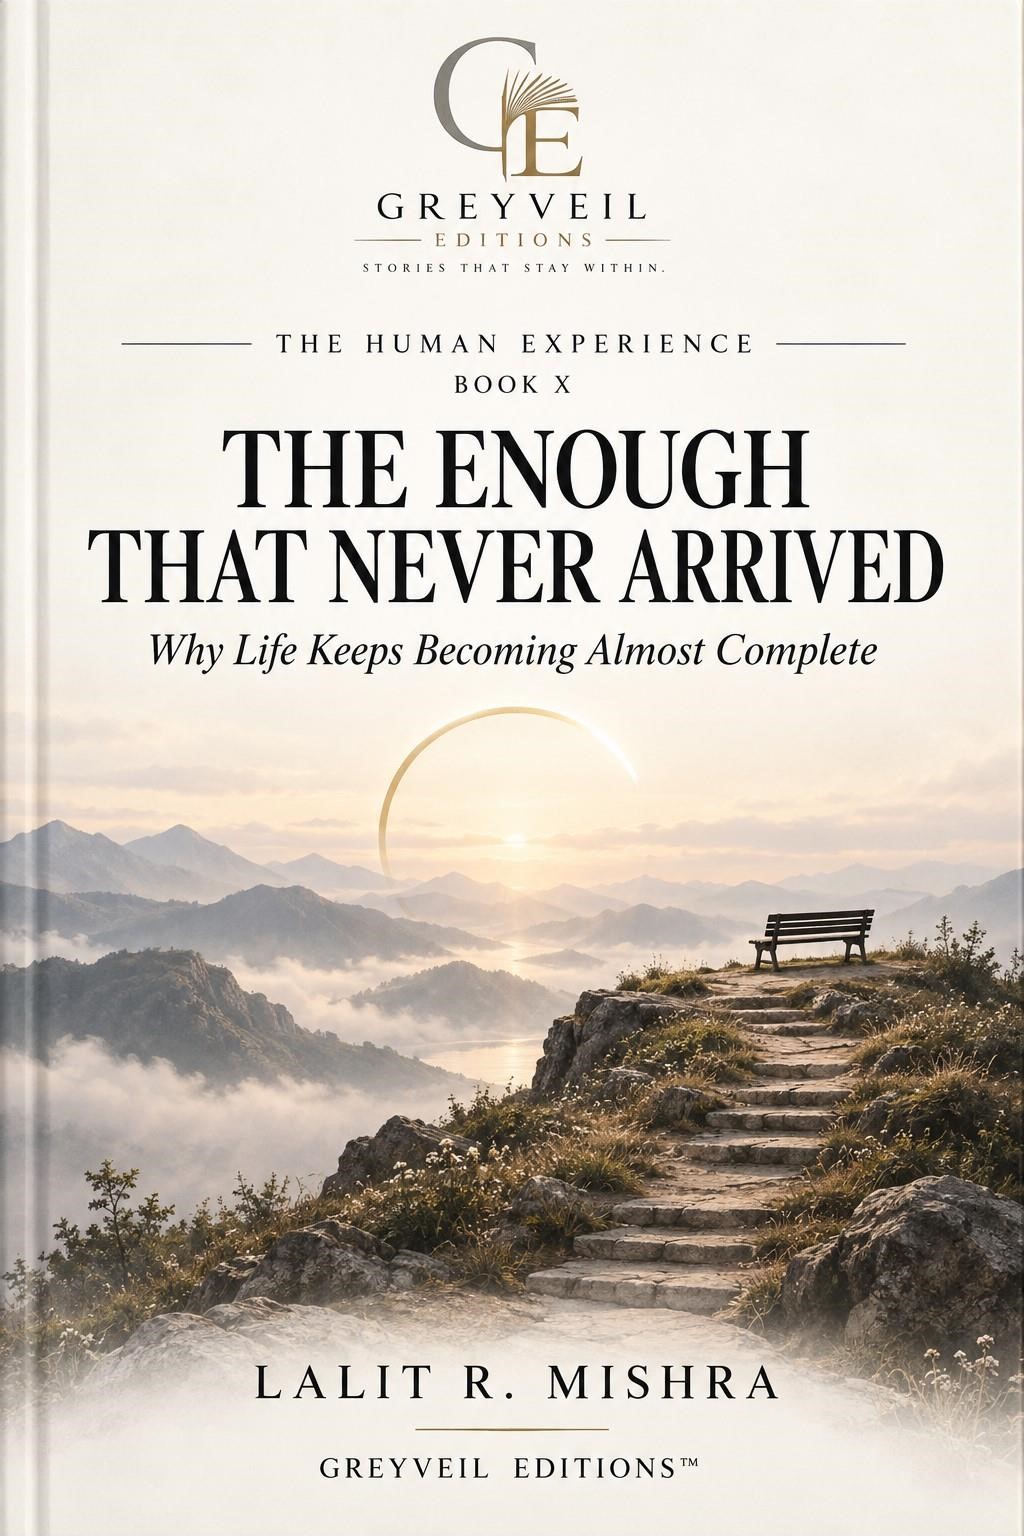 GE
GREYVEIL
EDITIONS
STORIES THAT STAY WITHIN.
THE HUMAN EXPERIENCE
BOOK X
THE ENOUGH
THAT NEVER ARRIVED
Why Life Keeps Becoming Almost Complete
LALIT R. MISHRA
GREYVEIL EDITIONS™